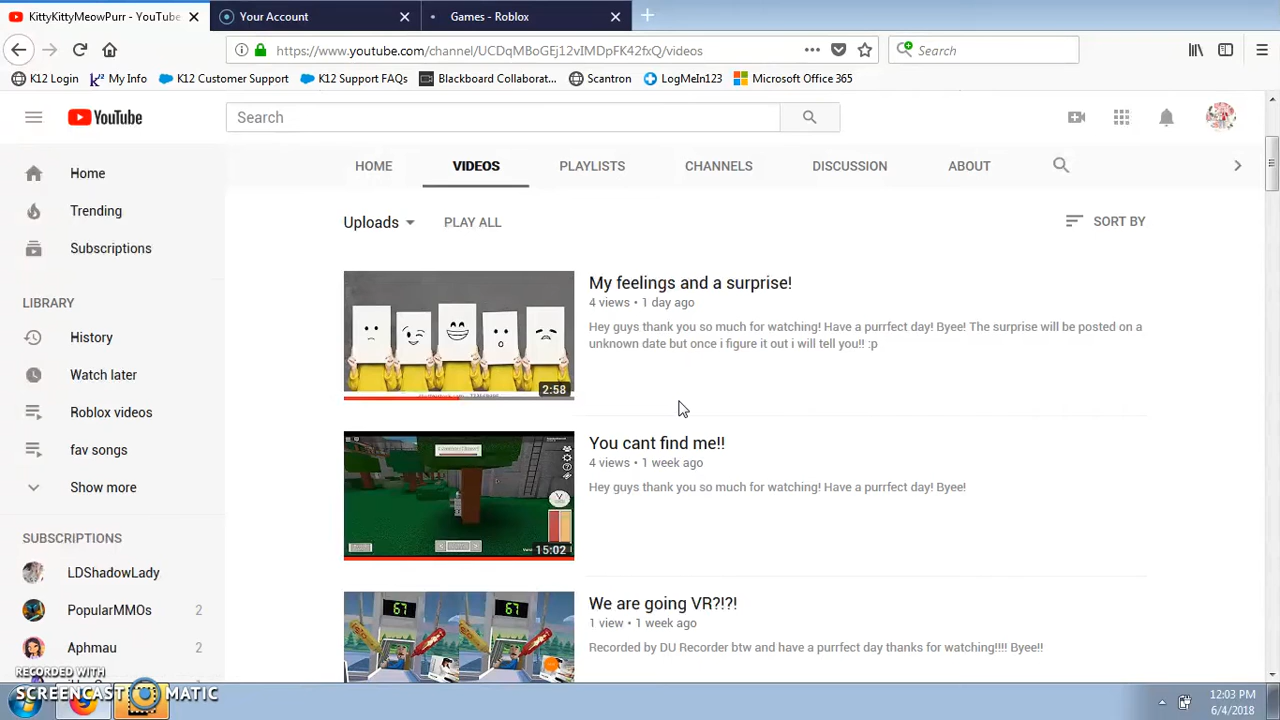 KittyKittyMeowPurr - YouTube
Your Account
Games - Roblox
https://www.youtube.com/channel/UCDqMBoGEj12vIMDpFK42fxQ/videos
Search
K12 Login
My Info
K12 Customer Support
K12 Support FAQs
Blackboard Collaborat...
Scantron
LogMeIn123
Microsoft Office 365
YouTube
Search
HOME
VIDEOS
PLAYLISTS
CHANNELS
DISCUSSION
ABOUT
Home
Trending
Subscriptions
LIBRARY
History
Watch later
Roblox videos
fav songs
Show more
SUBSCRIPTIONS
LDShadowLady
PopularMMOs 2
Aphmau 2
Uploads
PLAY ALL
SORT BY
2:58
My feelings and a surprise!
4 views • 1 day ago
Hey guys thank you so much for watching! Have a purrfect day! Byee! The surprise will be posted on a
unknown date but once i figure it out i will tell you!! :p
15:02
You cant find me!!
4 views • 1 week ago
Hey guys thank you so much for watching! Have a purrfect day! Byee!
67
67
We are going VR?!?!
1 view • 1 week ago
Recorded by DU Recorder btw and have a purrfect day thanks for watching!!!! Byee!!
RECORDED WITH
SCREENCAST MATIC
12:03 PM
6/4/2018